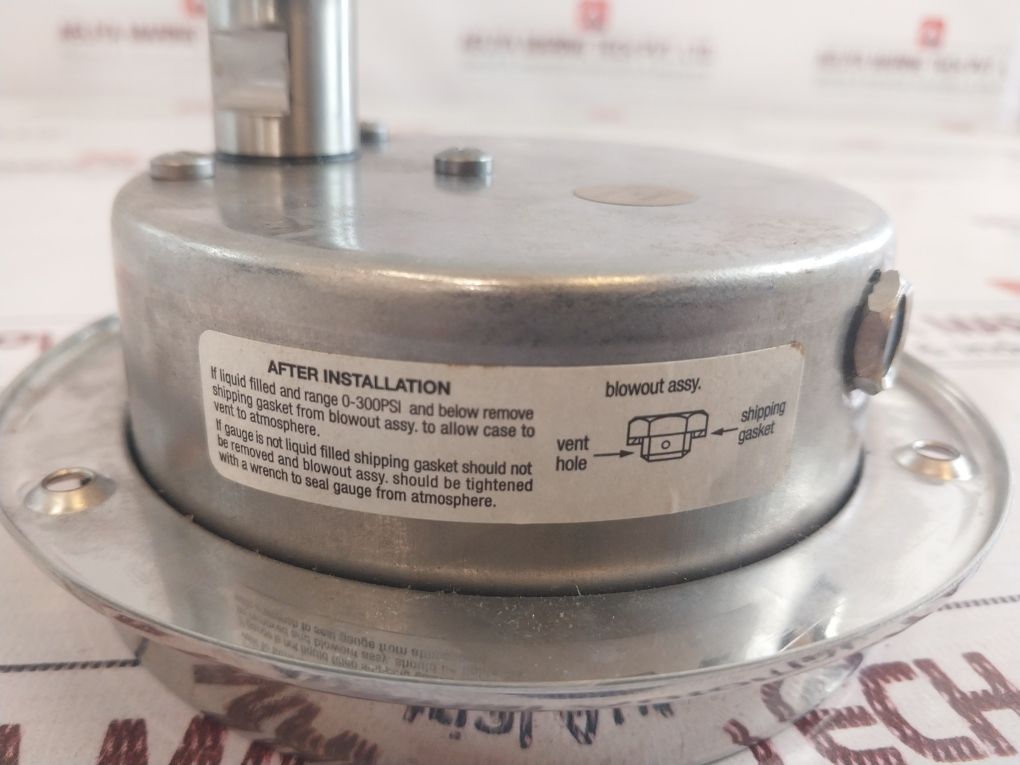 AFTER INSTALLATION
If liquid filled and range 0-300PSI and below remove
shipping gasket from blowout assy. to allow case to
vent to atmosphere.
If gauge is not liquid filled shipping gasket should not
be removed and blowout assy. should be tightened
with a wrench to seal gauge from atmosphere.
blowout assy.
vent
hole
shipping
gasket
ECH